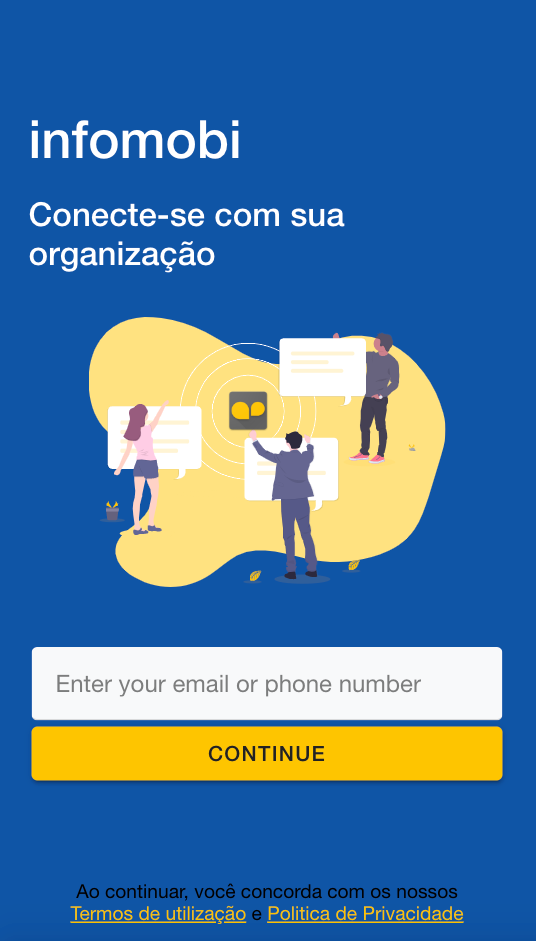 infomobi
Conecte-se com sua
organização
Enter your email or phone number
CONTINUE
Ao continuar, você concorda com os nossos
Termos de utilização e Politica de Privacidade